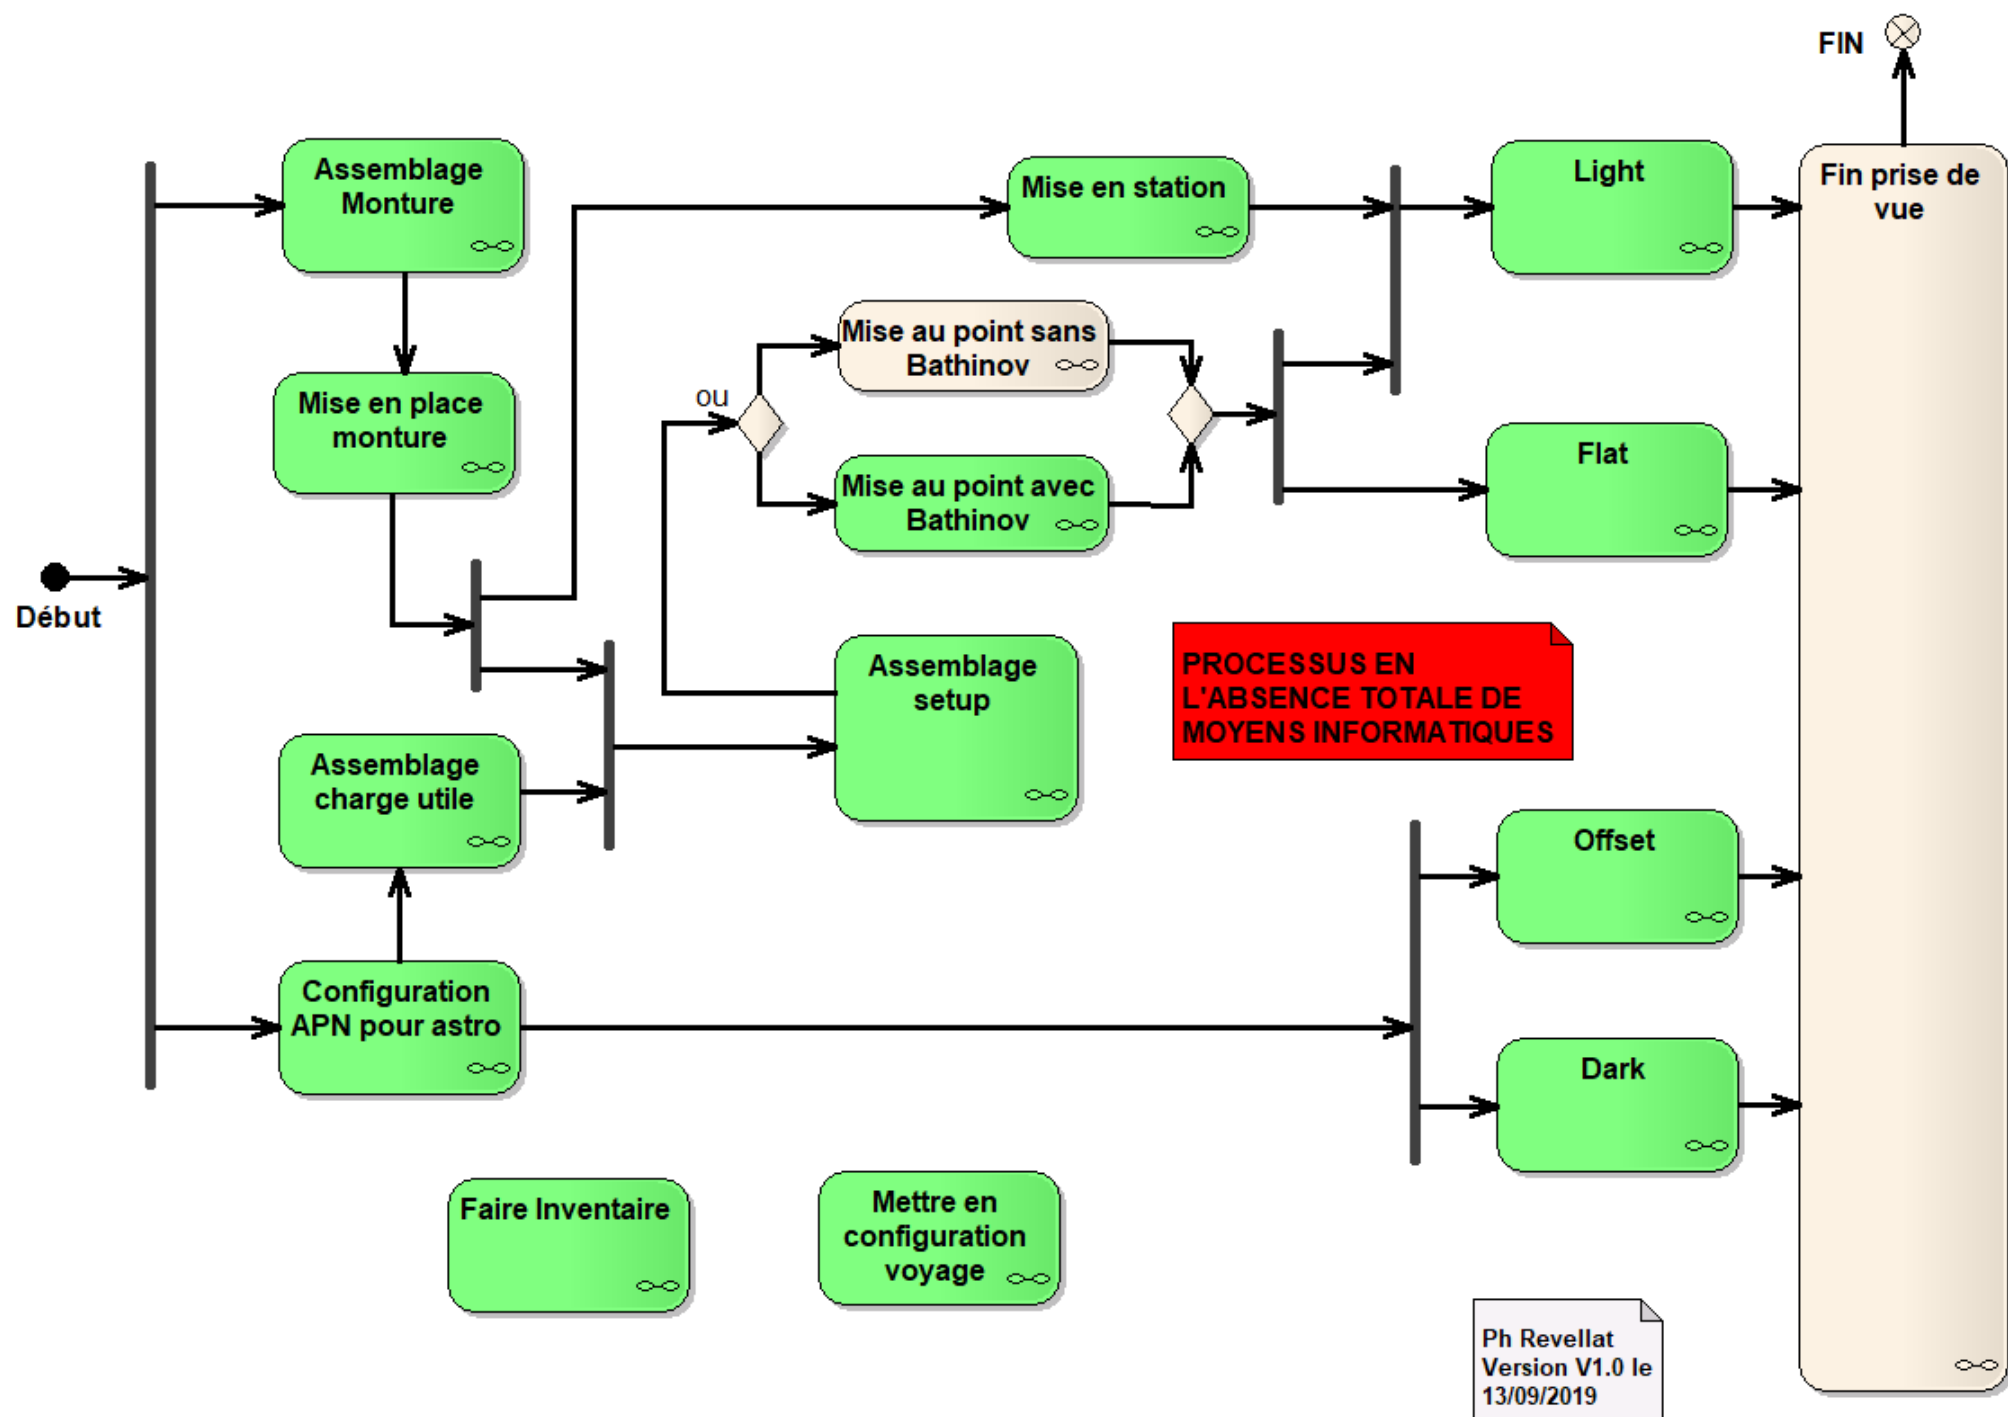 FIN
Assemblage
Monture
Mise en station
Light
Fin prise de
vue
Mise au point sans
Bathinov
ou
Mise en place
monture
Mise au point avec
Bathinov
Flat
Début
Assemblage
setup
PROCESSUS EN
L'ABSENCE TOTALE DE
MOYENS INFORMATIQUES
Assemblage
charge utile
Offset
Configuration
APN pour astro
Dark
Faire Inventaire
Mettre en
configuration
voyage
Ph Revellat
Version V1.0 le
13/09/2019